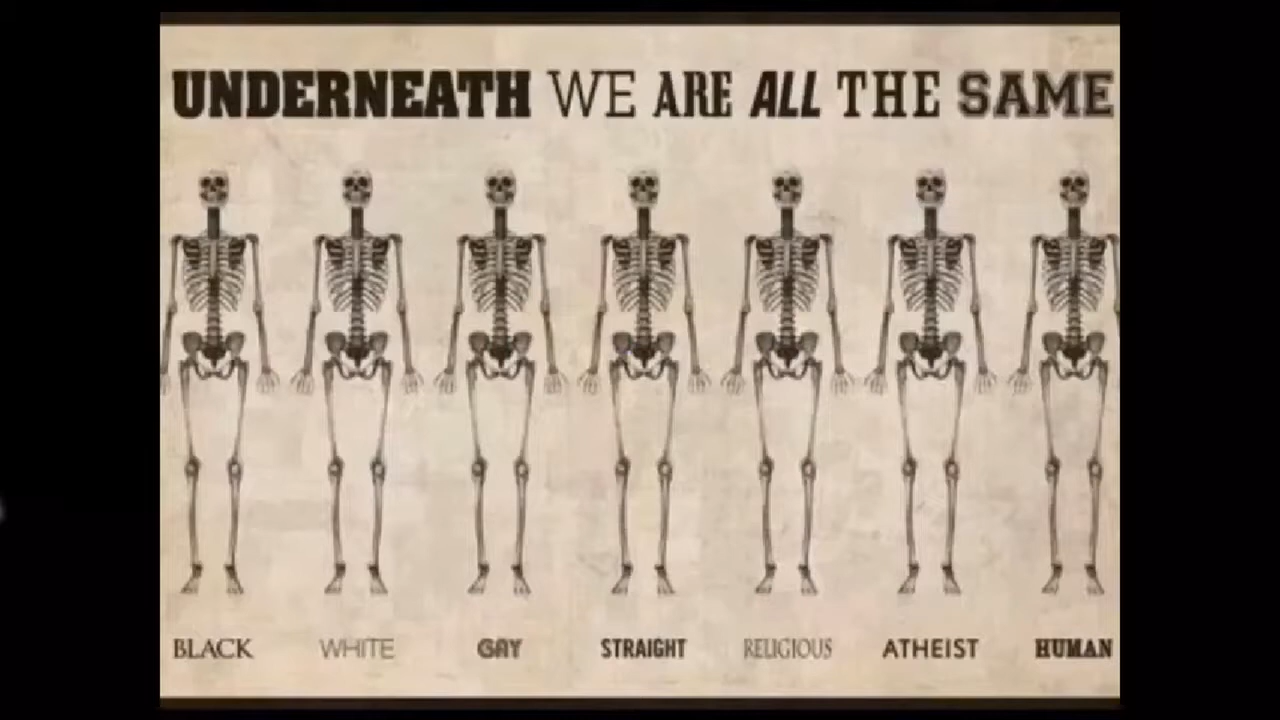 UNDERNEATH WE ARE ALL THE SAME
BLACK WHITE GAY STRAIGHT RELIGIOUS ATHEIST HUMAN